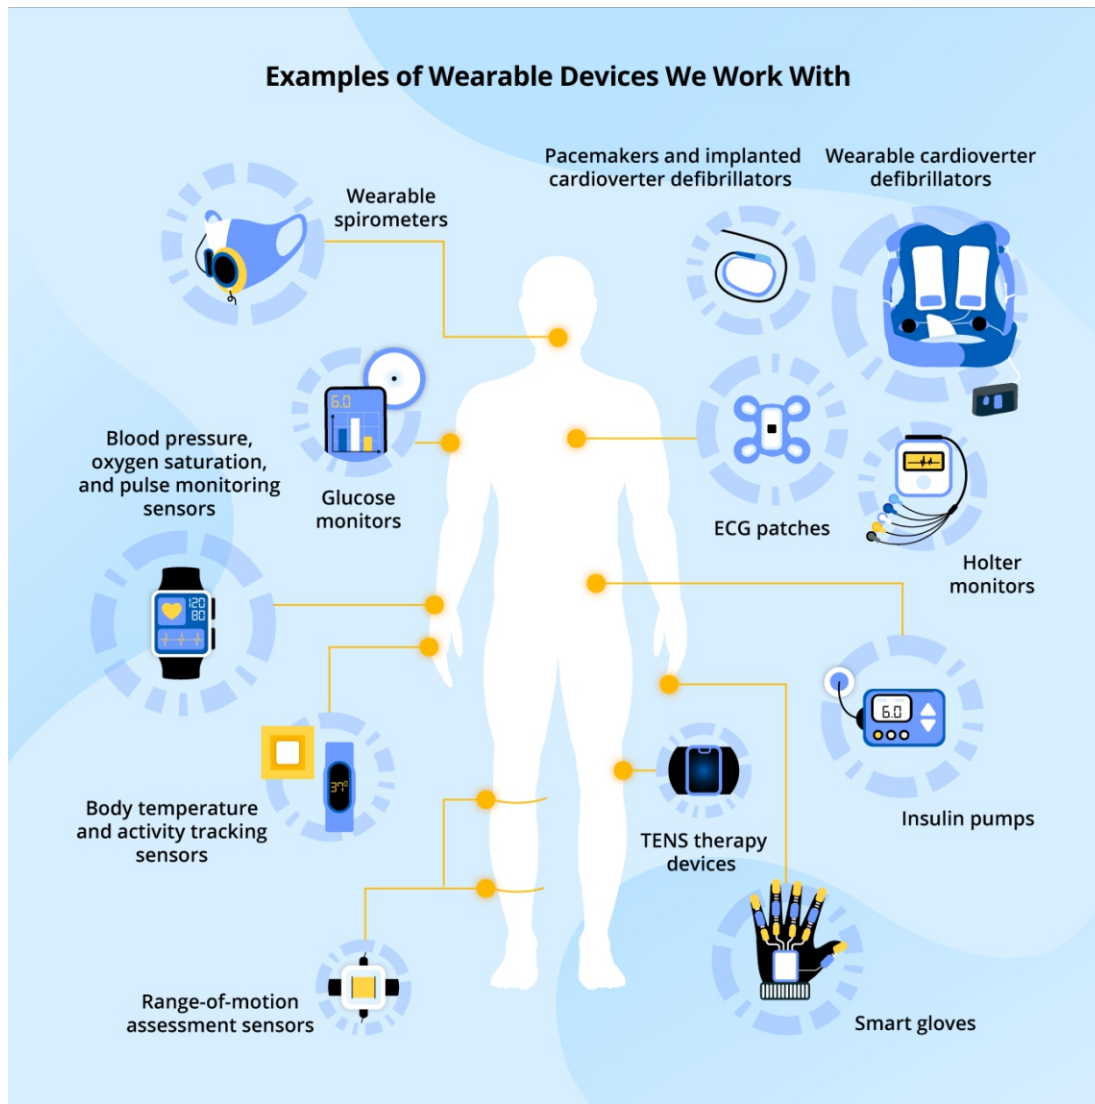 Examples of Wearable Devices We Work With
Pacemakers and implanted
cardioverter defibrillators
Wearable cardioverter
defibrillators
Wearable
spirometers
6.0
Glucose
monitors
ECG patches
Holter
monitors
Blood pressure,
oxygen saturation,
and pulse monitoring
sensors
120
80
6.0
Insulin pumps
37°
Body temperature
and activity tracking
sensors
TENS therapy
devices
Range-of-motion
assessment sensors
Smart gloves